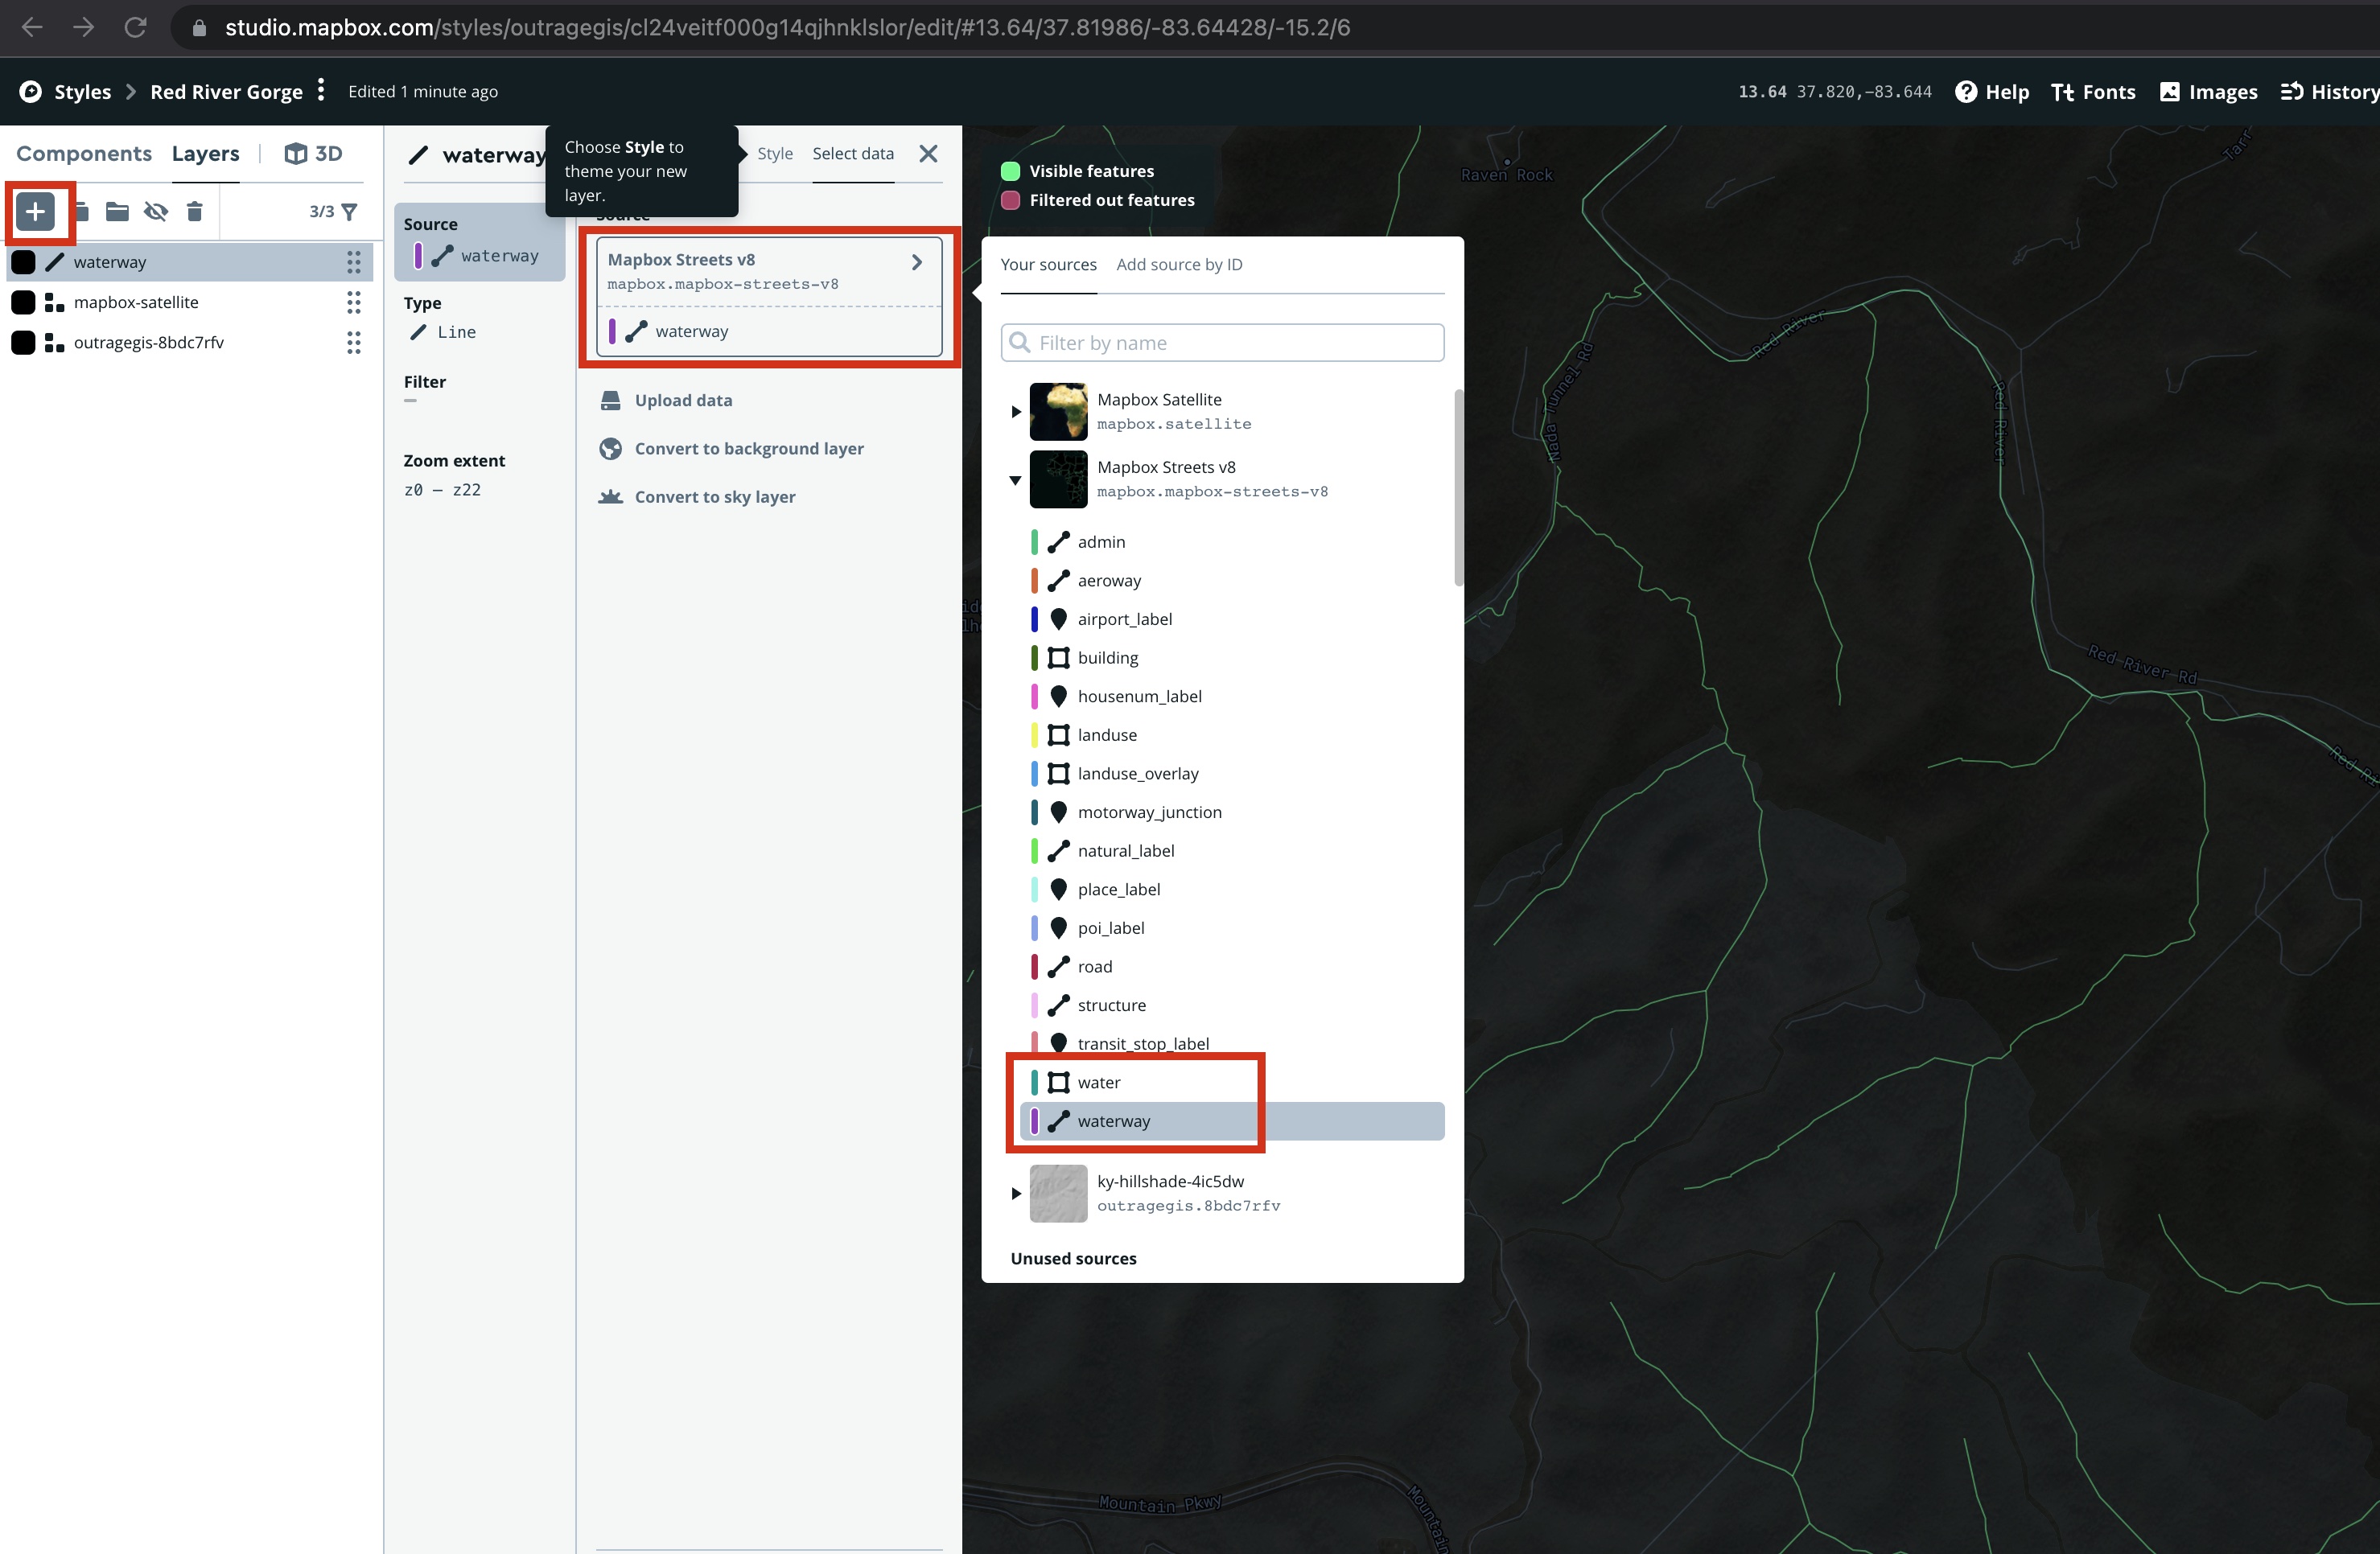 studio.mapbox.com/styles/outragegis/cl24veitf000g14qjhnklslor/edit/#13.64/37.81986/-83.64428/-15.2/6
Styles > Red River Gorge Edited 1 minute ago
13.64 37.820,-83.644 Help Tt Fonts Images History
Components Layers 3D
3/3
waterway
mapbox-satellite
outragegis-8bdc7rfv
waterway
Choose Style to
theme your new
layer.
Style
Select data
Source
waterway
Type
Line
Filter
Zoom extent
z0 — z22
Source
Mapbox Streets v8
mapbox.mapbox-streets-v8
waterway
Upload data
Convert to background layer
Convert to sky layer
Visible features
Filtered out features
Your sources Add source by ID
Filter by name
Mapbox Satellite
mapbox.satellite
Mapbox Streets v8
mapbox.mapbox-streets-v8
admin
aeroway
airport_label
building
housenum_label
landuse
landuse_overlay
motorway_junction
natural_label
place_label
poi_label
road
structure
transit_stop_label
water
waterway
ky-hillshade-4ic5dw
outragegis.8bdc7rfv
Unused sources
Raven Rock
Tarr
Red River
Nada Tunnel Rd
Red River
Red River Rd
Red Ri
Mountain Pkwy
Mountain